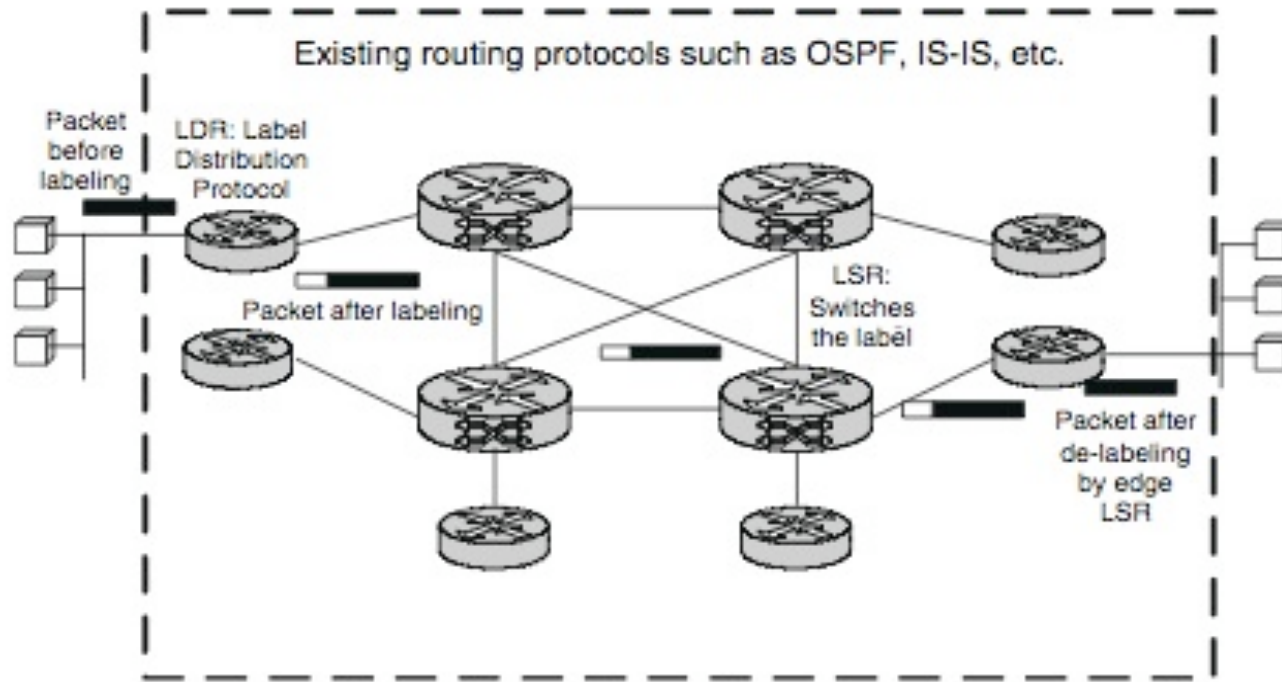 Existing routing protocols such as OSPF, IS-IS, etc.
Packet
before
labeling
LDR: Label
Distribution
Protocol
Packet after labeling
LSR:
Switches
the label
Packet after
de-labeling
by edge
LSR